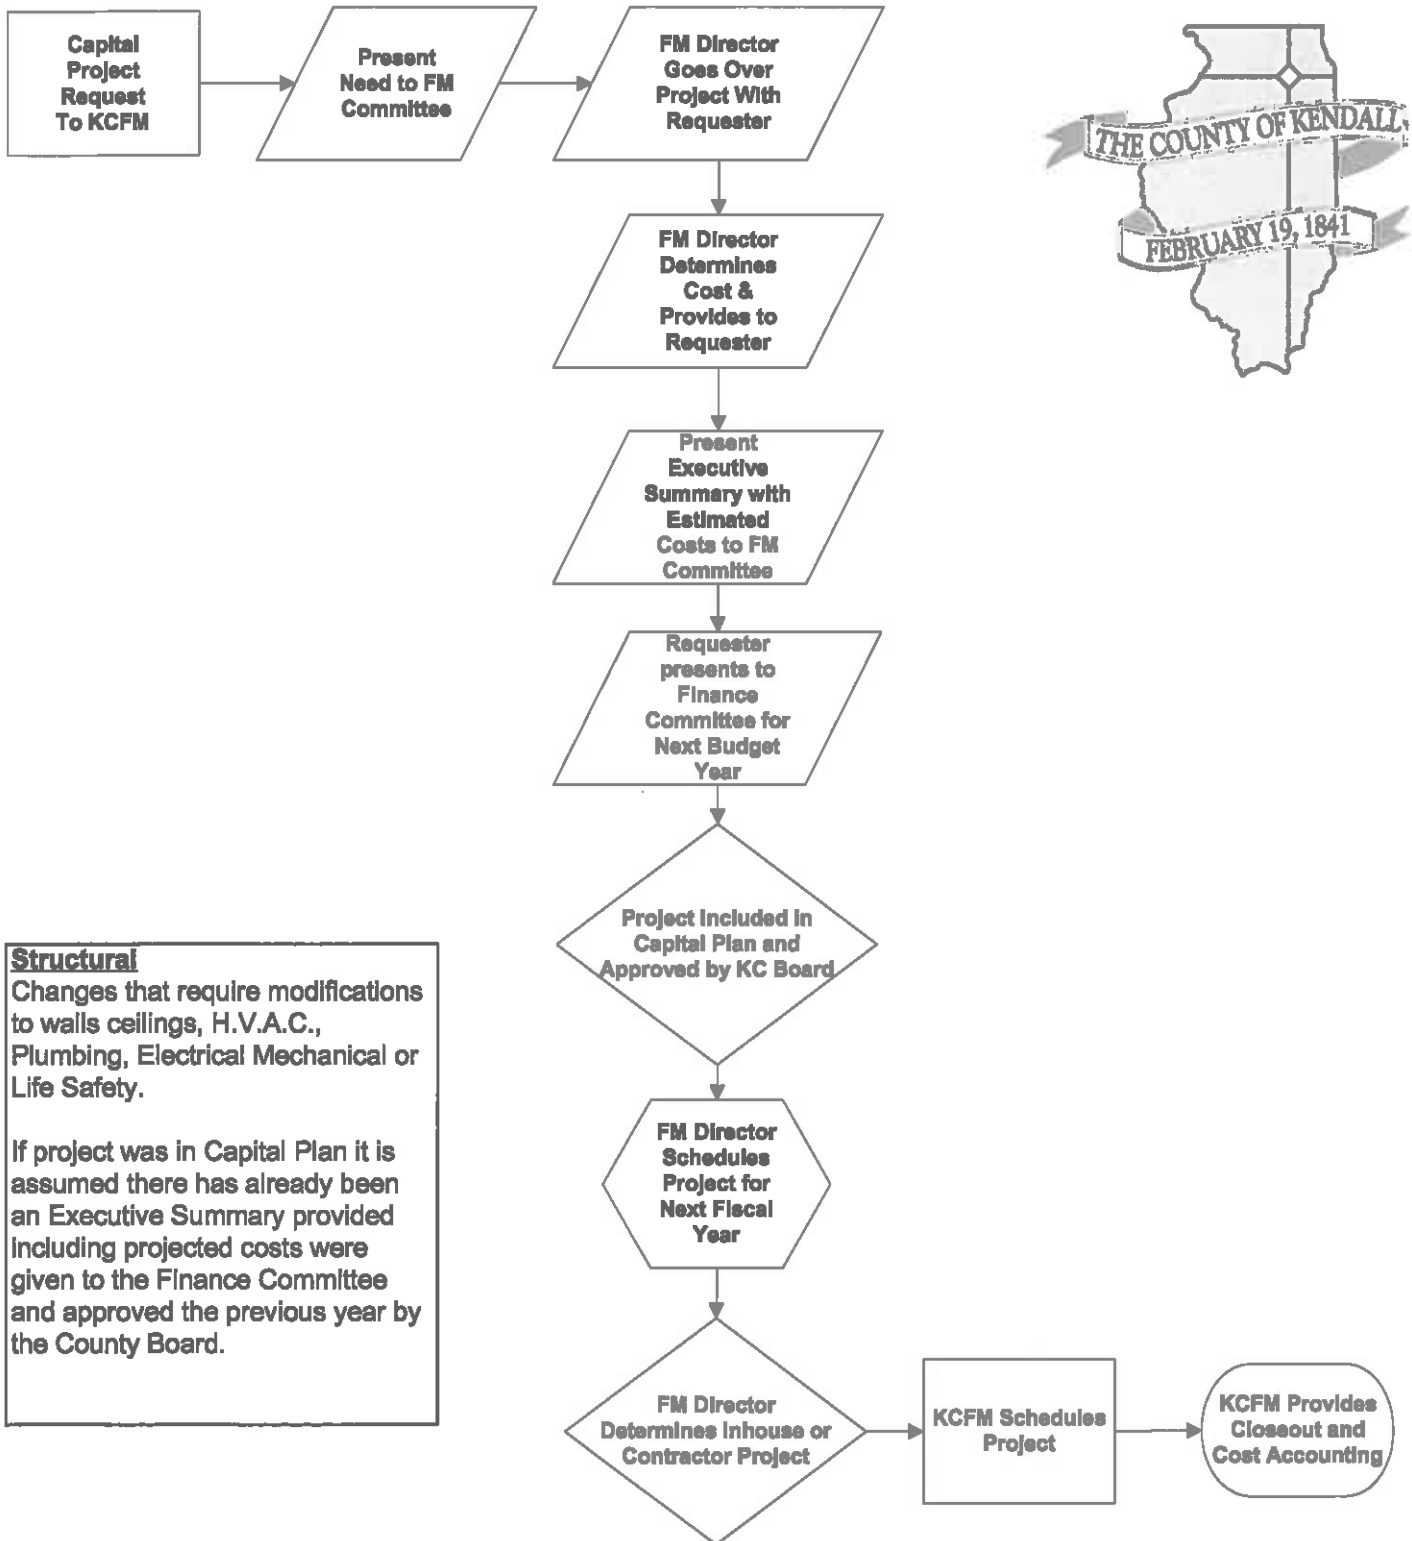 Capital
Project
Request
To KCFM
Present
Need to FM
Committee
FM Director
Goes Over
Project With
Requester
THE COUNTY OF KENDALL
FEBRUARY 19, 1841
FM Director
Determines
Cost &
Provides to
Requester
Present
Executive
Summary with
Estimated
Costs to FM
Committee
Requester
presents to
Finance
Committee for
Next Budget
Year
Project Included in
Capital Plan and
Approved by KC Board
Structural
Changes that require modifications
to walls ceilings, H.V.A.C.,
Plumbing, Electrical Mechanical or
Life Safety.
If project was in Capital Plan it is
assumed there has already been
an Executive Summary provided
including projected costs were
given to the Finance Committee
and approved the previous year by
the County Board.
FM Director
Schedules
Project for
Next Fiscal
Year
FM Director
Determines Inhouse or
Contractor Project
KCFM Schedules
Project
KCFM Provides
Closeout and
Cost Accounting